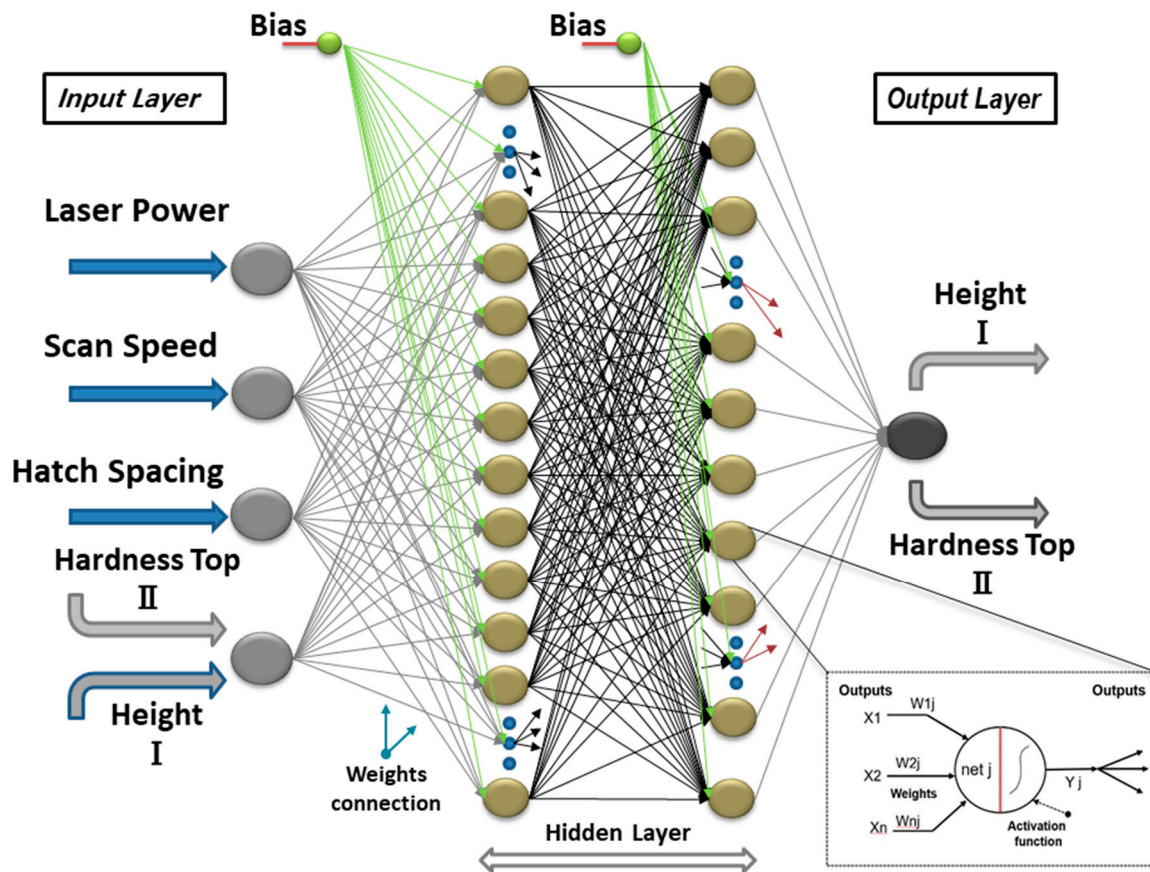 Bias
Bias
Input Layer
Output Layer
Laser Power
Scan Speed
Hatch Spacing
Hardness Top
II
Height
I
Weights
connection
Hidden Layer
Height
I
Hardness Top
II
Outputs
Outputs
X1
W1j
X2
W2j
Weights
Xn
Wnj
net j
Y j
Activation
function